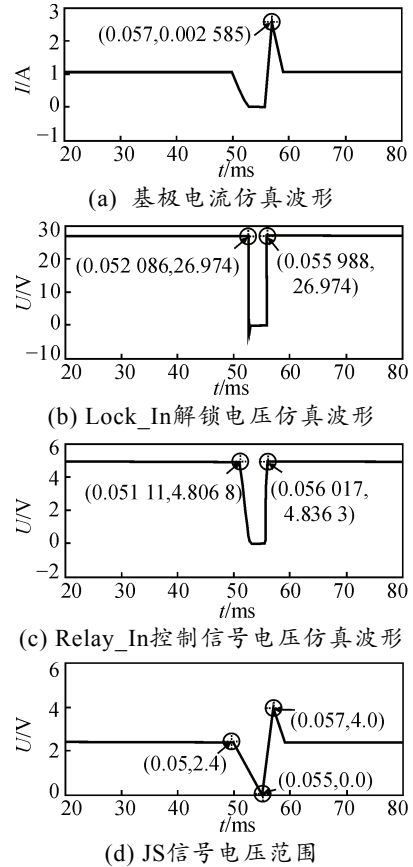 3
(0.057,0.002 585)
2
I/A
1
0
−1
20 30 40 50 60 70 80
t/ms
(a) 基极电流仿真波形
30
20
(0.052 086,26.974)
(0.055 988,
26.974)
U/V
10
0
−10
20 30 40 50 60 70 80
t/ms
(b) Lock_In解锁电压仿真波形
6
4
(0.051 11,4.806 8)
(0.056 017,
4.836 3)
U/V
2
0
−2
20 30 40 50 60 70 80
t/ms
(c) Relay_In控制信号电压仿真波形
6
4
(0.057,4.0)
U/V
2
(0.05,2.4)
(0.055,0.0)
0
20 30 40 50 60 70 80
t/ms
(d) JS信号电压范围